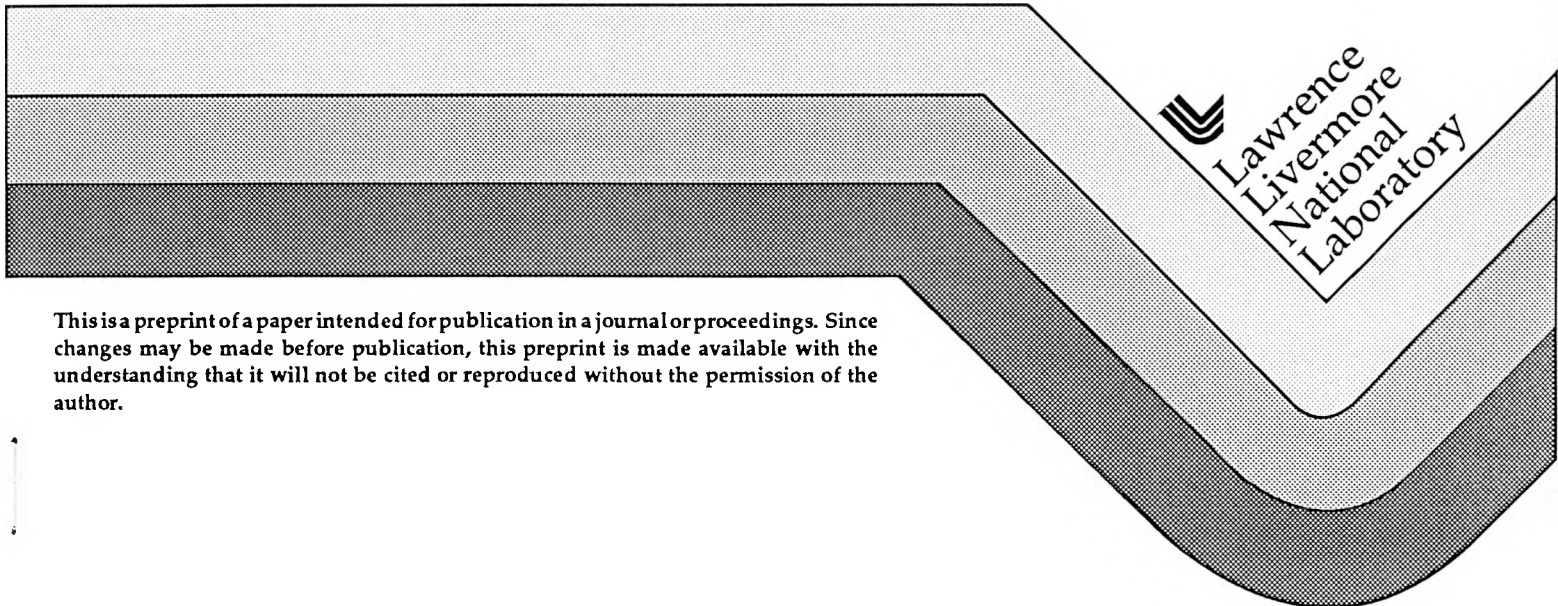 Lawrence
Livermore
National
Laboratory
This is a preprint of a paper intended for publication in a journal or proceedings. Since
changes may be made before publication, this preprint is made available with the
understanding that it will not be cited or reproduced without the permission of the
author.